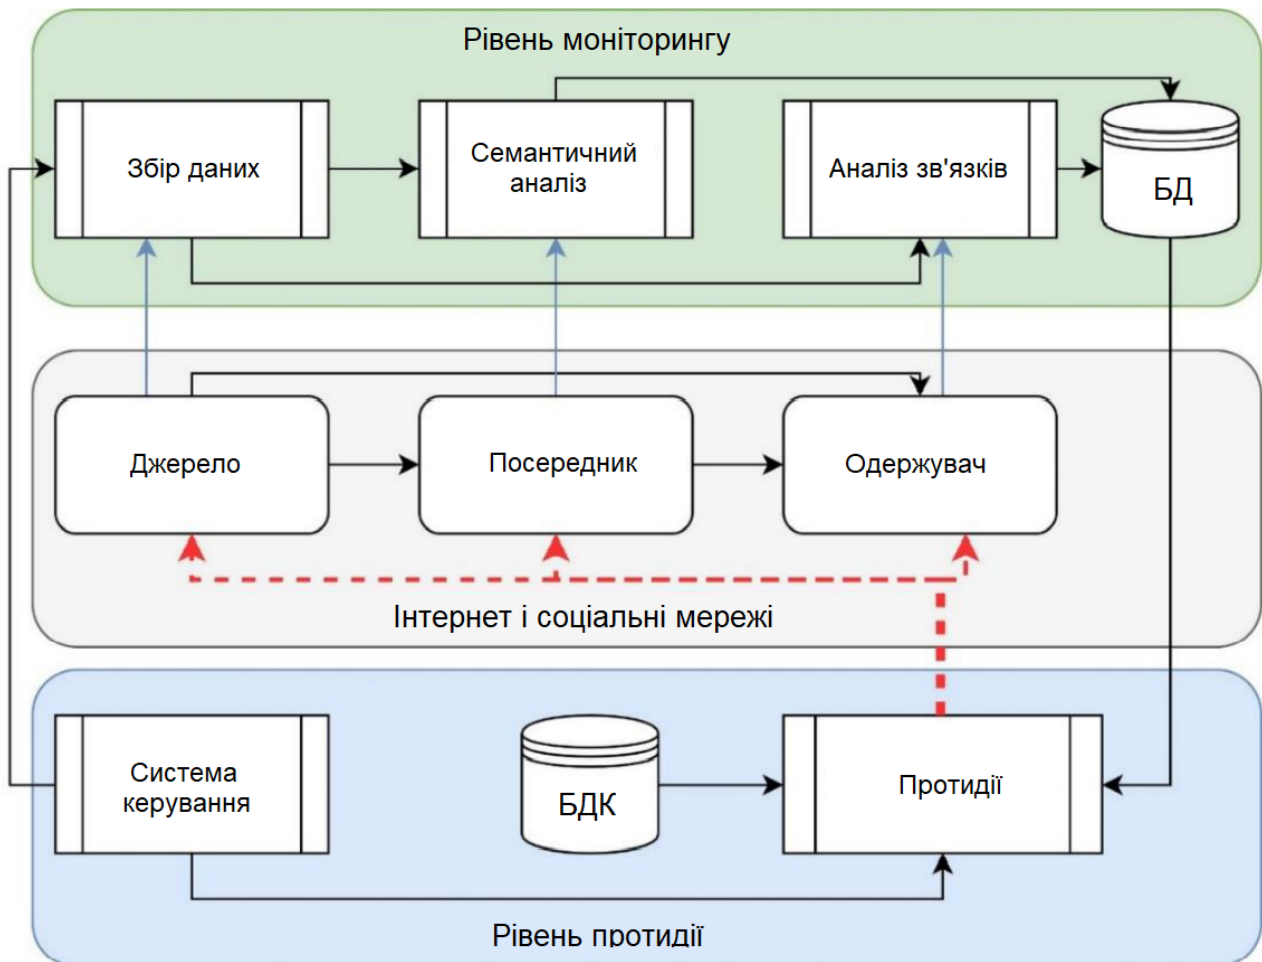 Рівень моніторингу
Збір даних
Семантичний
аналіз
Аналіз зв'язків
БД
Джерело
Посередник
Одержувач
Інтернет і соціальні мережі
Система
керування
БДК
Протидії
Рівень протидії